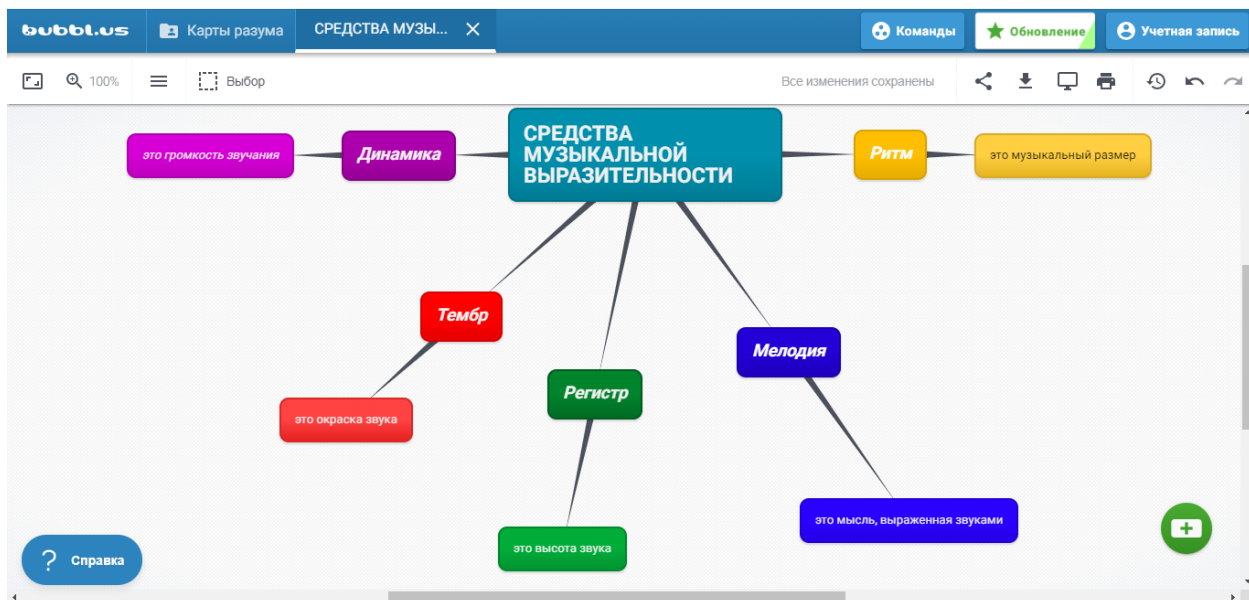 bubbl.us
Карты разума
СРЕДСТВА МУЗЫ...
Команды
Обновление
Учетная запись
100%
Выбор
Все изменения сохранены
это громкость звучания
Динамика
СРЕДСТВА
МУЗЫКАЛЬНОЙ
ВЫРАЗИТЕЛЬНОСТИ
Ритм
это музыкальный размер
Тембр
Мелодия
Регистр
это окраска звука
это мысль, выраженная звуками
это высота звука
? Справка